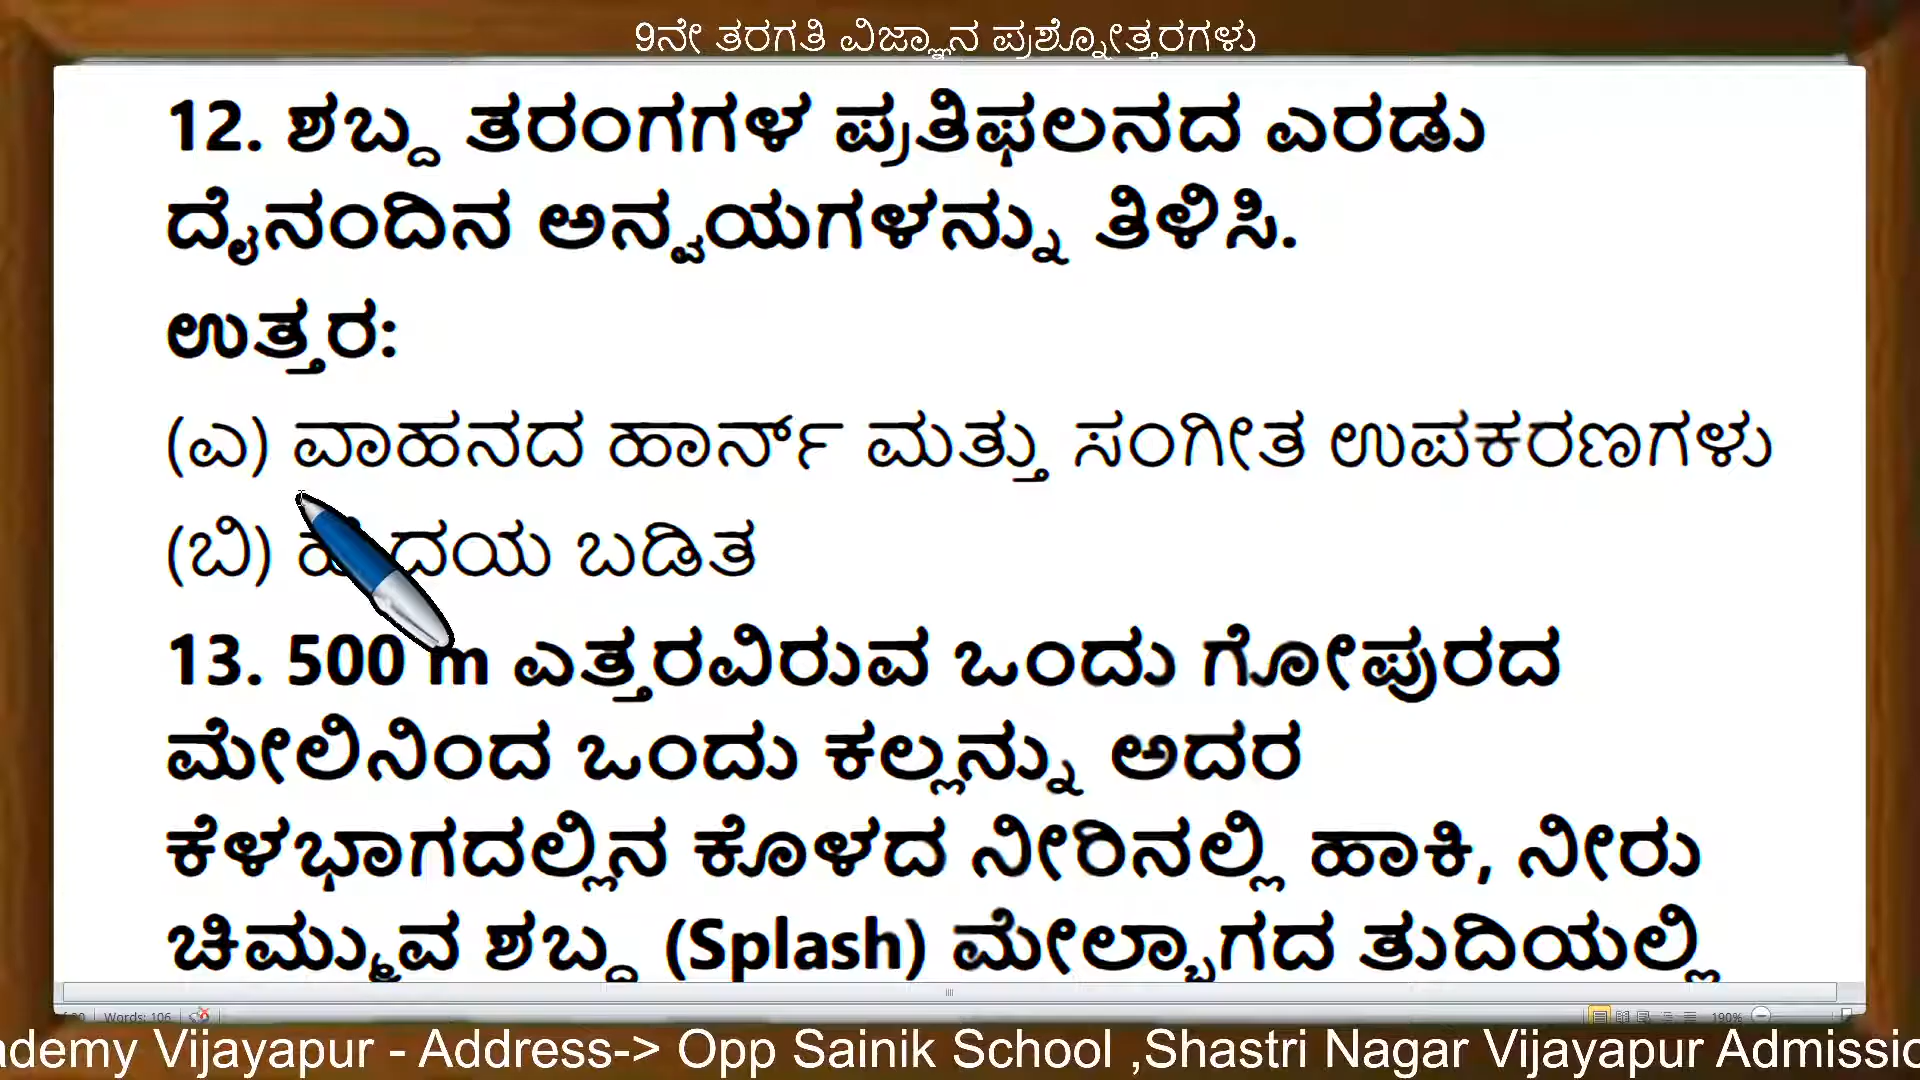 9ನೇ ತರಗತಿ ವಿಜ್ಞಾನ ಪ್ರಶ್ನೋತ್ತರಗಳು
12. ಶಬ್ದ ತರಂಗಗಳ ಪ್ರತಿಫಲನದ ಎರಡು
ದೈನಂದಿನ ಅನ್ವಯಗಳನ್ನು ತಿಳಿಸಿ.
ಉತ್ತರ:
(ಎ) ವಾಹನದ ಹಾರ್ನ್ ಮತ್ತು ಸಂಗೀತ ಉಪಕರಣಗಳು
(ಬಿ) ಬಡಿತ
13. 500 m ಎತ್ತರವಿರುವ ಒಂದು ಗೋಪುರದ
ಮೇಲಿನಿಂದ ಒಂದು ಕಲ್ಲನ್ನು ಅದರ
ಕೆಳಭಾಗದಲ್ಲಿನ ಕೊಳದ ನೀರಿನಲ್ಲಿ ಹಾಕಿ, ನೀರು
ಚಿಮ್ಮುವ ಶಬ್ದ (Splash) ಮೇಲ್ಭಾಗದ ತುದಿಯಲ್ಲಿ
Words: 106
190%
ademy Vijayapur - Address-> Opp Sainik School ,Shastri Nagar Vijayapur Admissio